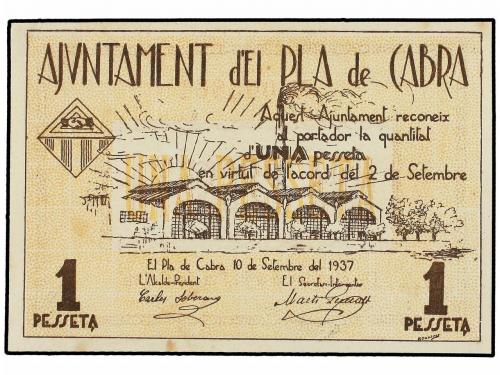 AJVNTAMENT d'El PLA de CABRA
Aquest Ajuntament reconeix
al portador la quantitat
d'UNA pesseta
en virtut de l'acord del 2 de Setembre
El Pla de Cabra 10 de Setembre del 1937
L'Alcalde-President El Secretari-Interventor
1 1
PESSETA PESSETA